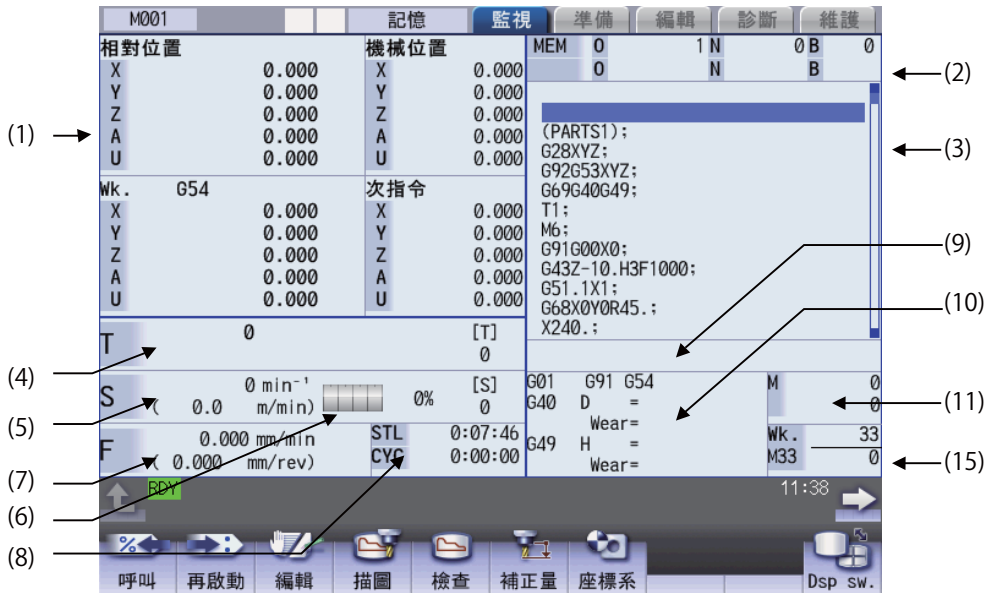 M001 記憶 監視 準備 編輯 診斷 維護
相對位置 機械位置 MEM O 1 N 0 B 0
O N B
X 0.000 X 0.000
Y 0.000 Y 0.000
Z 0.000 Z 0.000
A 0.000 A 0.000
U 0.000 U 0.000
Wk. G54 次指令
X 0.000 X 0.000
Y 0.000 Y 0.000
Z 0.000 Z 0.000
A 0.000 A 0.000
U 0.000 U 0.000
(PARTS1);
G28XYZ;
G92G53XYZ;
G69G40G49;
T1;
M6;
G91G00X0;
G43Z-10.H3F1000;
G51.1X1;
G68X0Y0R45.;
X240.;
T 0 [T]
0
S 0 min⁻¹ 0% [S]
( 0.0 m/min) 0
F 0.000 mm/min STL 0:07:46
( 0.000 mm/rev) CYC 0:00:00
G01 G91 G54 M 0
G40 D = 0
Wear=
G49 H = Wk. 33
Wear= M33 0
RDY 11:38
呼叫 再啟動 編輯 描圖 檢查 補正量 座標系 Dsp sw.
(1)
(4)
(5)
(7)
(6)
(8)
(2)
(3)
(9)
(10)
(11)
(15)